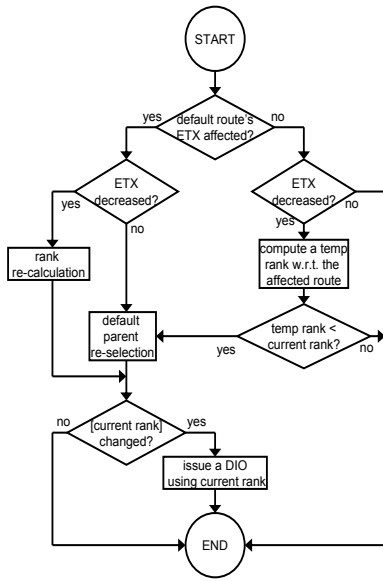 START
default route's
ETX affected?
yes
no
ETX
decreased?
ETX
decreased?
yes
no
yes
no
rank
re-calculation
compute a temp
rank w.r.t. the
affected route
default
parent
re-selection
temp rank <
current rank?
yes
no
[current rank]
changed?
no
yes
issue a DIO
using current rank
END